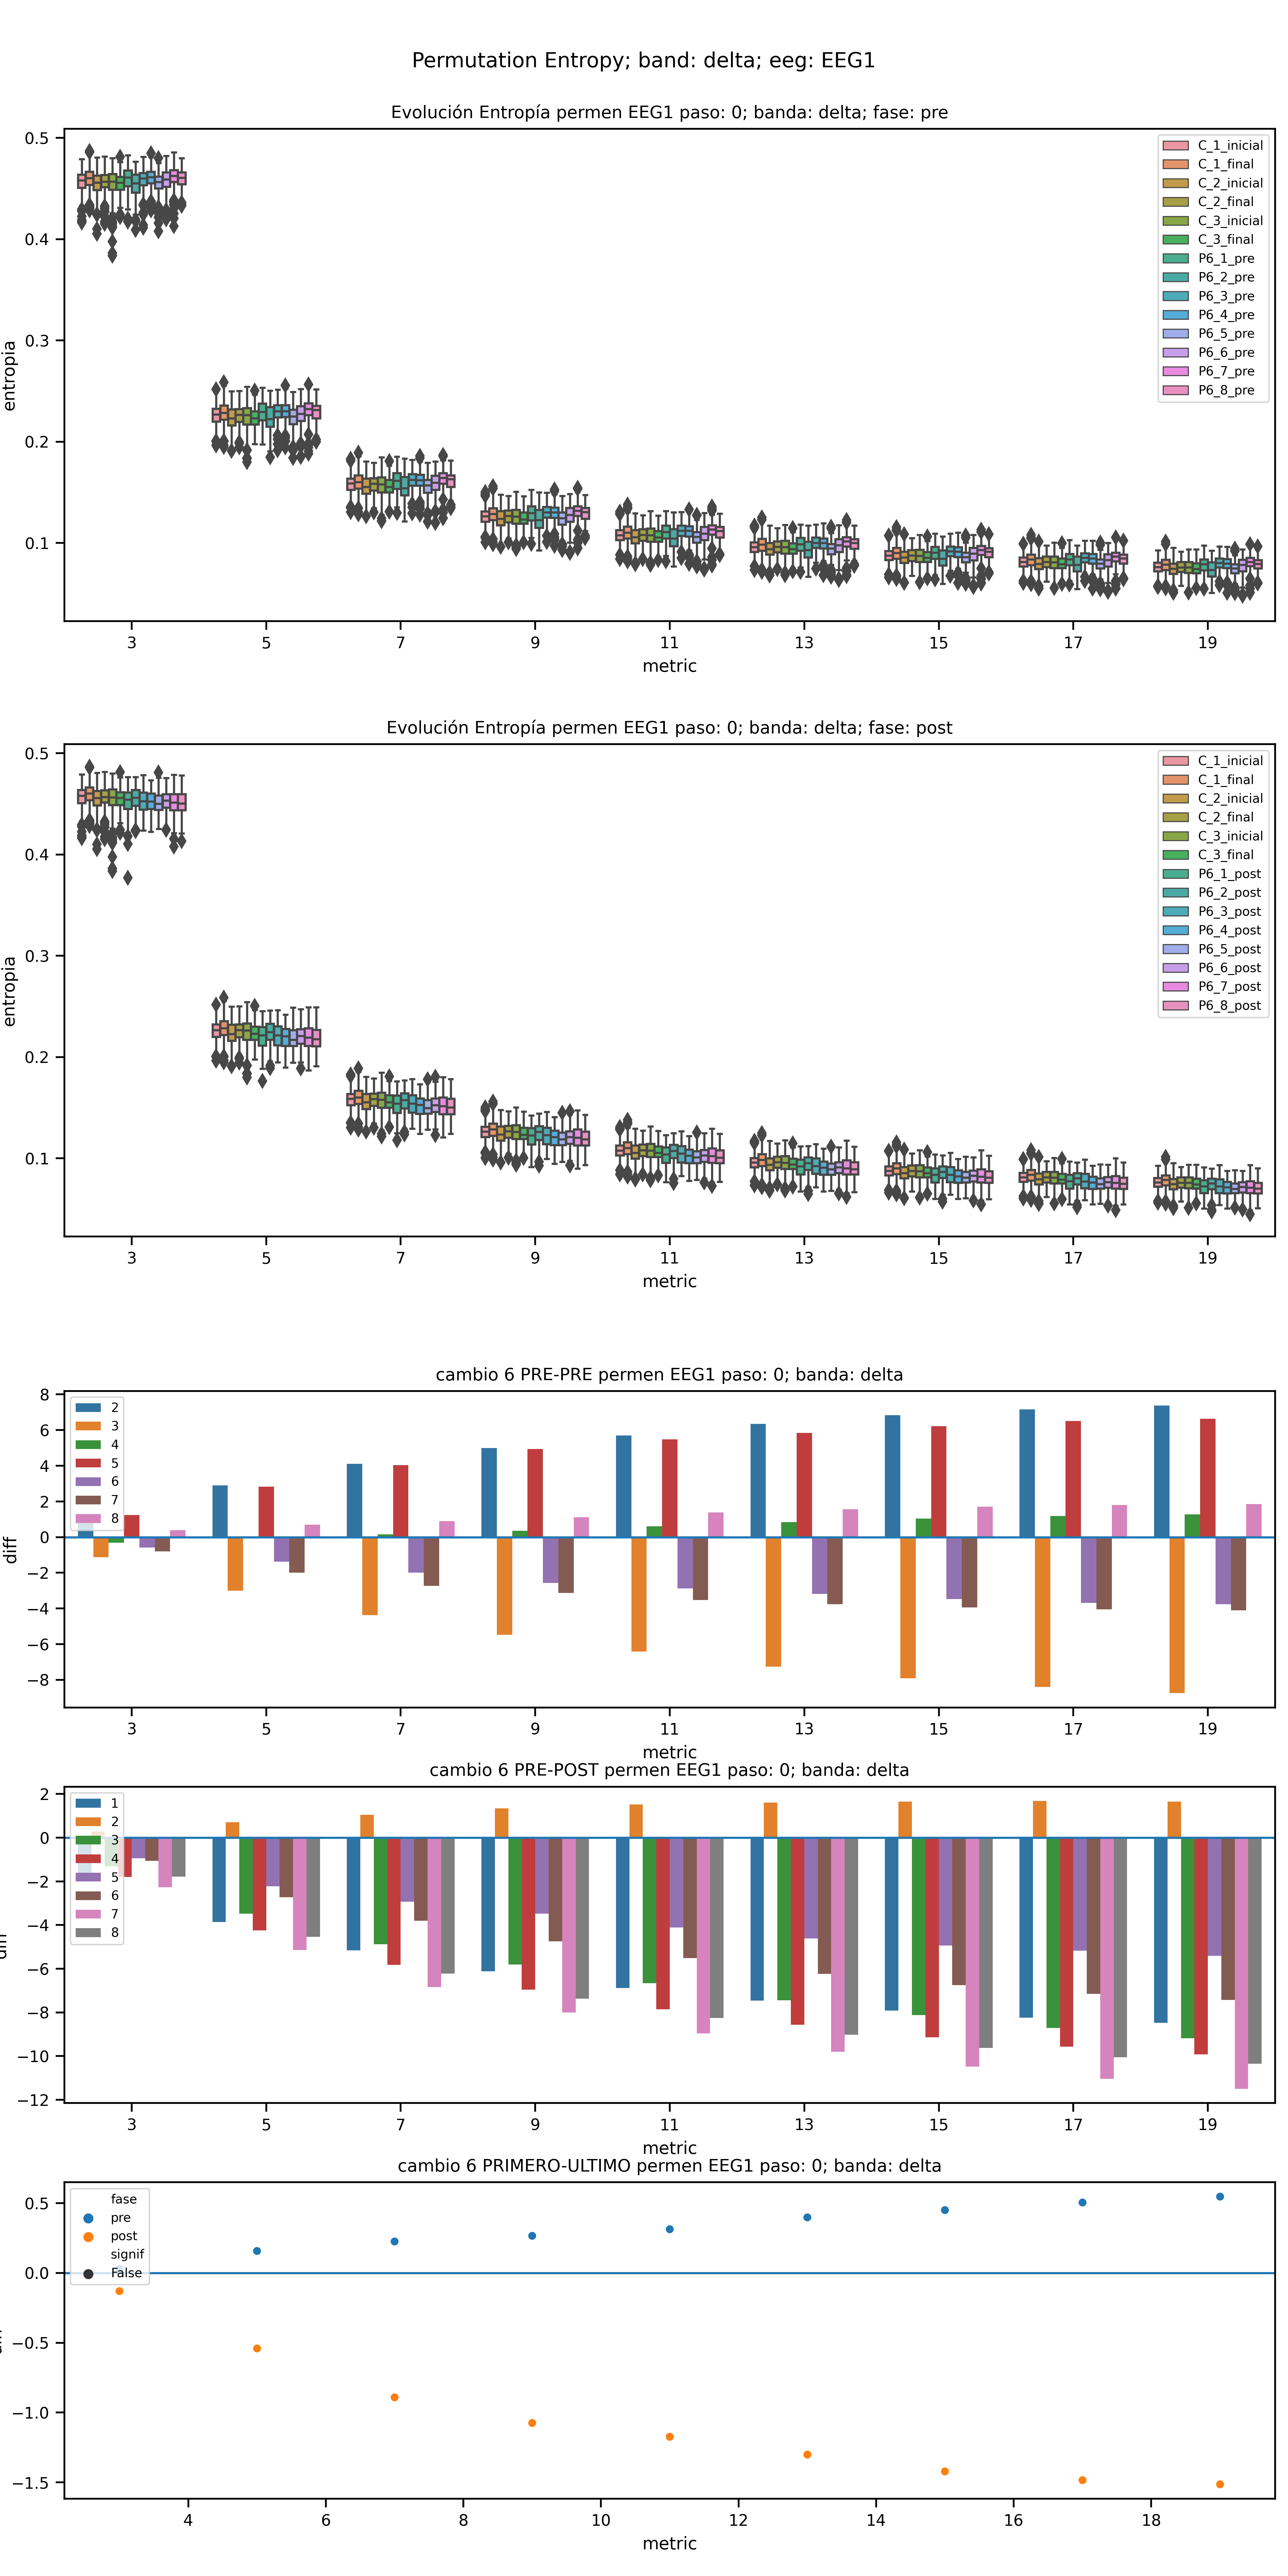 Permutation Entropy; band: delta; eeg: EEG1
Evolución Entropía permen EEG1 paso: 0; banda: delta; fase: pre
0.5
0.4
0.3
0.2
0.1
entropia
C_1_inicial
C_1_final
C_2_inicial
C_2_final
C_3_inicial
C_3_final
P6_1_pre
P6_2_pre
P6_3_pre
P6_4_pre
P6_5_pre
P6_6_pre
P6_7_pre
P6_8_pre
3 5 7 9 11 13 15 17 19
metric
Evolución Entropía permen EEG1 paso: 0; banda: delta; fase: post
0.5
0.4
0.3
0.2
0.1
entropia
C_1_inicial
C_1_final
C_2_inicial
C_2_final
C_3_inicial
C_3_final
P6_1_post
P6_2_post
P6_3_post
P6_4_post
P6_5_post
P6_6_post
P6_7_post
P6_8_post
3 5 7 9 11 13 15 17 19
metric
cambio 6 PRE-PRE permen EEG1 paso: 0; banda: delta
8
6
4
2
0
−2
−4
−6
−8
diff
2
3
4
5
6
7
8
3 5 7 9 11 13 15 17 19
metric
cambio 6 PRE-POST permen EEG1 paso: 0; banda: delta
2
0
−2
−4
−6
−8
−10
−12
1
2
3
4
5
6
7
8
3 5 7 9 11 13 15 17 19
metric
cambio 6 PRIMERO-ULTIMO permen EEG1 paso: 0; banda: delta
0.5
0.0
−0.5
−1.0
−1.5
fase
pre
post
signif
False
4 6 8 10 12 14 16 18
metric